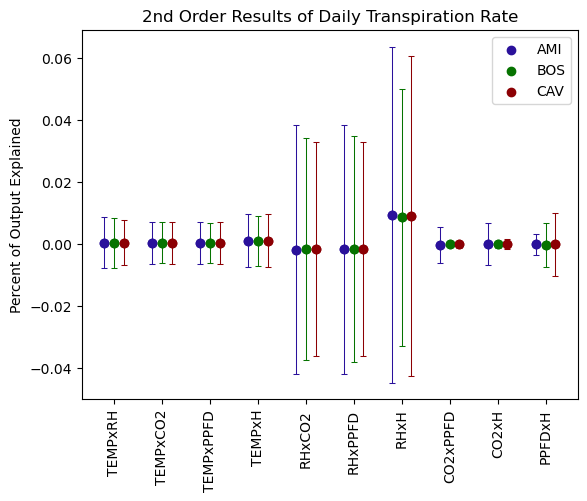 2nd Order Results of Daily Transpiration Rate
AMI
BOS
CAV
Percent of Output Explained
0.06
0.04
0.02
0.00
−0.02
−0.04
TEMPxRH
TEMPxCO2
TEMPxPPFD
TEMPxH
RHxCO2
RHxPPFD
RHxH
CO2xPPFD
CO2xH
PPFDxH